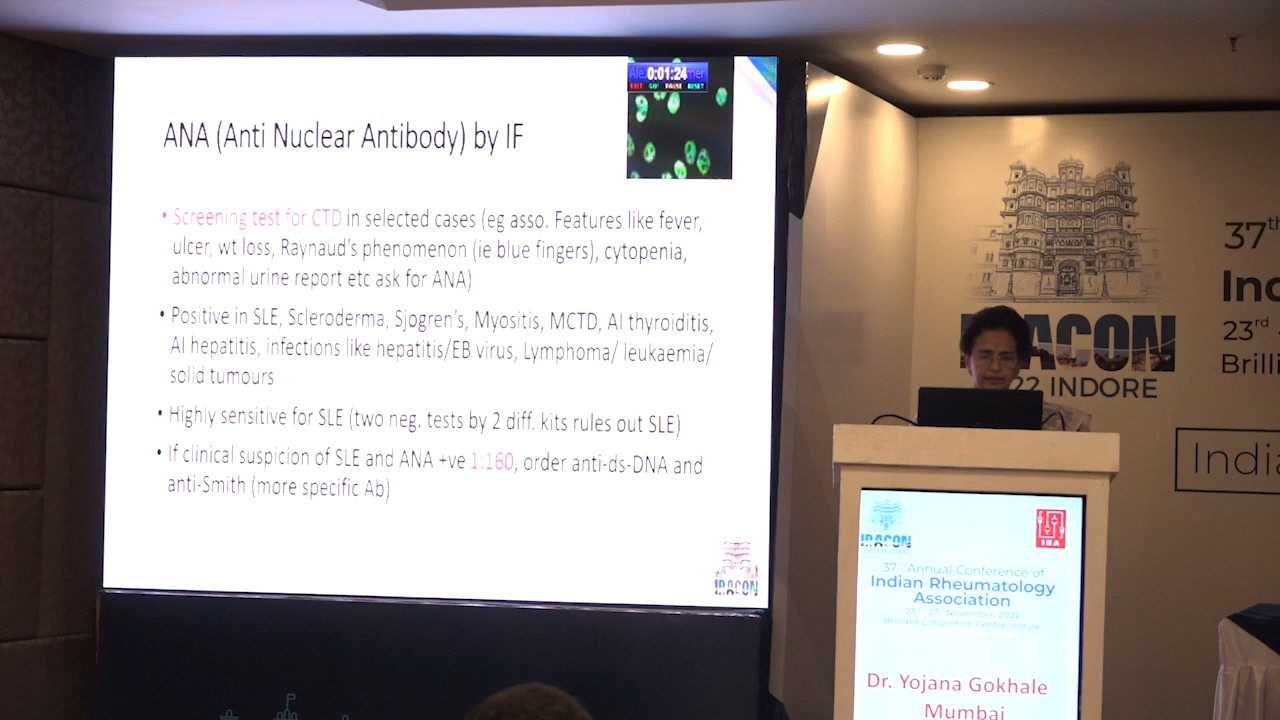 0:01:24
EXIT GO! PAUSE RESET
ANA (Anti Nuclear Antibody) by IF
• Screening test for CTD in selected cases (eg asso. Features like fever,
ulcer, wt loss, Raynaud's phenomenon (ie blue fingers), cytopenia,
abnormal urine report etc ask for ANA)
• Positive in SLE, Scleroderma, Sjogren's, Myositis, MCTD, AI thyroiditis,
AI hepatitis, infections like hepatitis/EB virus, Lymphoma/ leukaemia/
solid tumours
• Highly sensitive for SLE (two neg. tests by 2 diff. kits rules out SLE)
• If clinical suspicion of SLE and ANA +ve 1:160, order anti-ds-DNA and
anti-Smith (more specific Ab)
IRACON
37th
23rd
IRACON
22 INDORE
IRACON
IRA
37th Annual Conference of
Indian Rheumatology
Association
23rd - 27th November, 2022
Brilliant Convention Centre, Indore
Dr. Yojana Gokhale
Mumbai